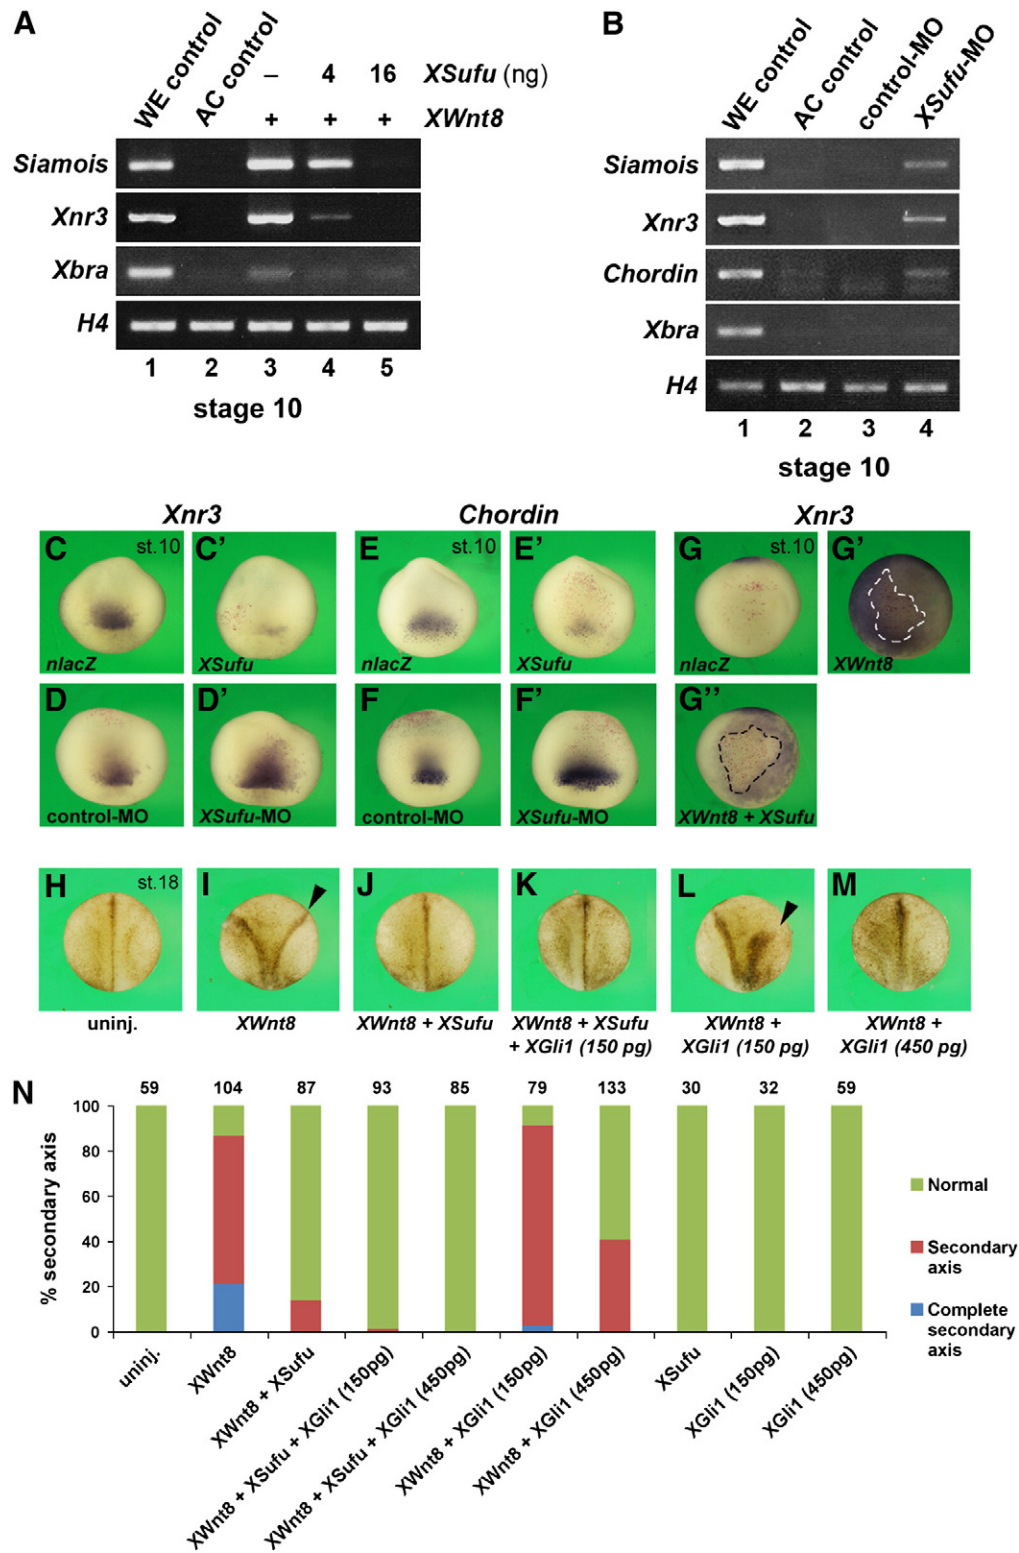 A
WE control
AC control
– 4 16 XSufu (ng)
+ + + XWnt8
Siamois
Xnr3
Xbra
H4
1 2 3 4 5
stage 10
B
WE control
AC control
control-MO
XSufu-MO
Siamois
Xnr3
Chordin
Xbra
H4
1 2 3 4
stage 10
Xnr3 Chordin Xnr3
C st.10
nlacZ
C'
XSufu
E st.10
nlacZ
E'
XSufu
G st.10
nlacZ
G'
XWnt8
D
control-MO
D'
XSufu-MO
F
control-MO
F'
XSufu-MO
G''
XWnt8 + XSufu
H st.18
uninj.
I
XWnt8
J
XWnt8 + XSufu
K
XWnt8 + XSufu
+ XGli1 (150 pg)
L
XWnt8 +
XGli1 (150 pg)
M
XWnt8 +
XGli1 (450 pg)
N
59 104 87 93 85 79 133 30 32 59
% secondary axis
100
80
60
40
20
0
uninj.
XWnt8
XWnt8 + XSufu
XWnt8 + XSufu + XGli1 (150pg)
XWnt8 + XSufu + XGli1 (450pg)
XWnt8 + XGli1 (150pg)
XWnt8 + XGli1 (450pg)
XSufu
XGli1 (150pg)
XGli1 (450pg)
Normal
Secondary
axis
Complete
secondary
axis